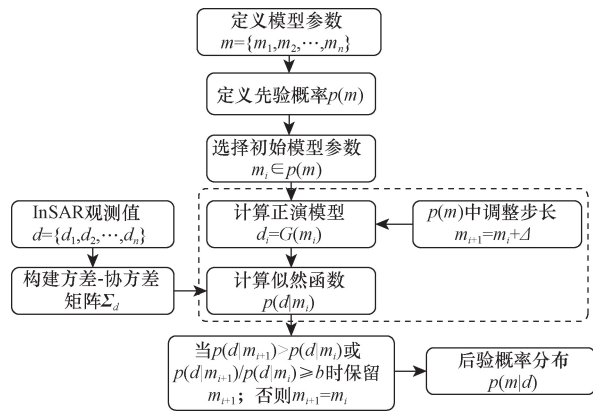 定义模型参数
m={m₁,m₂,⋯,mₙ}
定义先验概率p(m)
选择初始模型参数
mᵢ∈p(m)
InSAR观测值
d={d₁,d₂,⋯,dₙ}
计算正演模型
dᵢ=G(mᵢ)
p(m)中调整步长
mᵢ₊₁=mᵢ+Δ
构建方差-协方差
矩阵Σd
计算似然函数
p(d|mᵢ)
当p(d|mᵢ₊₁)>p(d|mᵢ)或
p(d|mᵢ₊₁)/p(d|mᵢ)≥b时保留
mᵢ₊₁；否则mᵢ₊₁=mᵢ
后验概率分布
p(m|d)